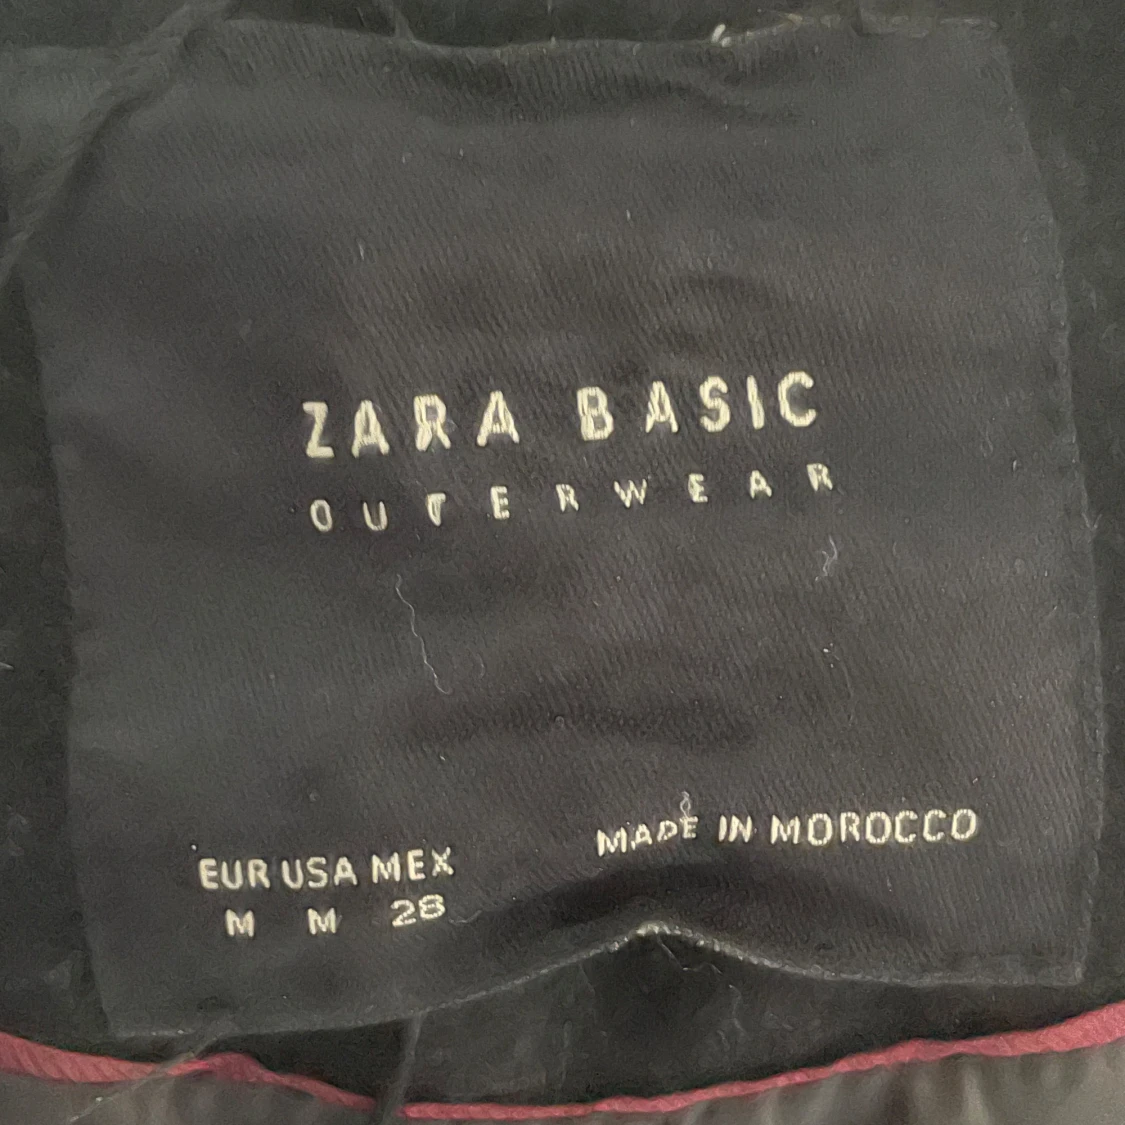 ZARA BASIC
OUTERWEAR
MADE IN MOROCCO
EUR USA MEX
M M 28